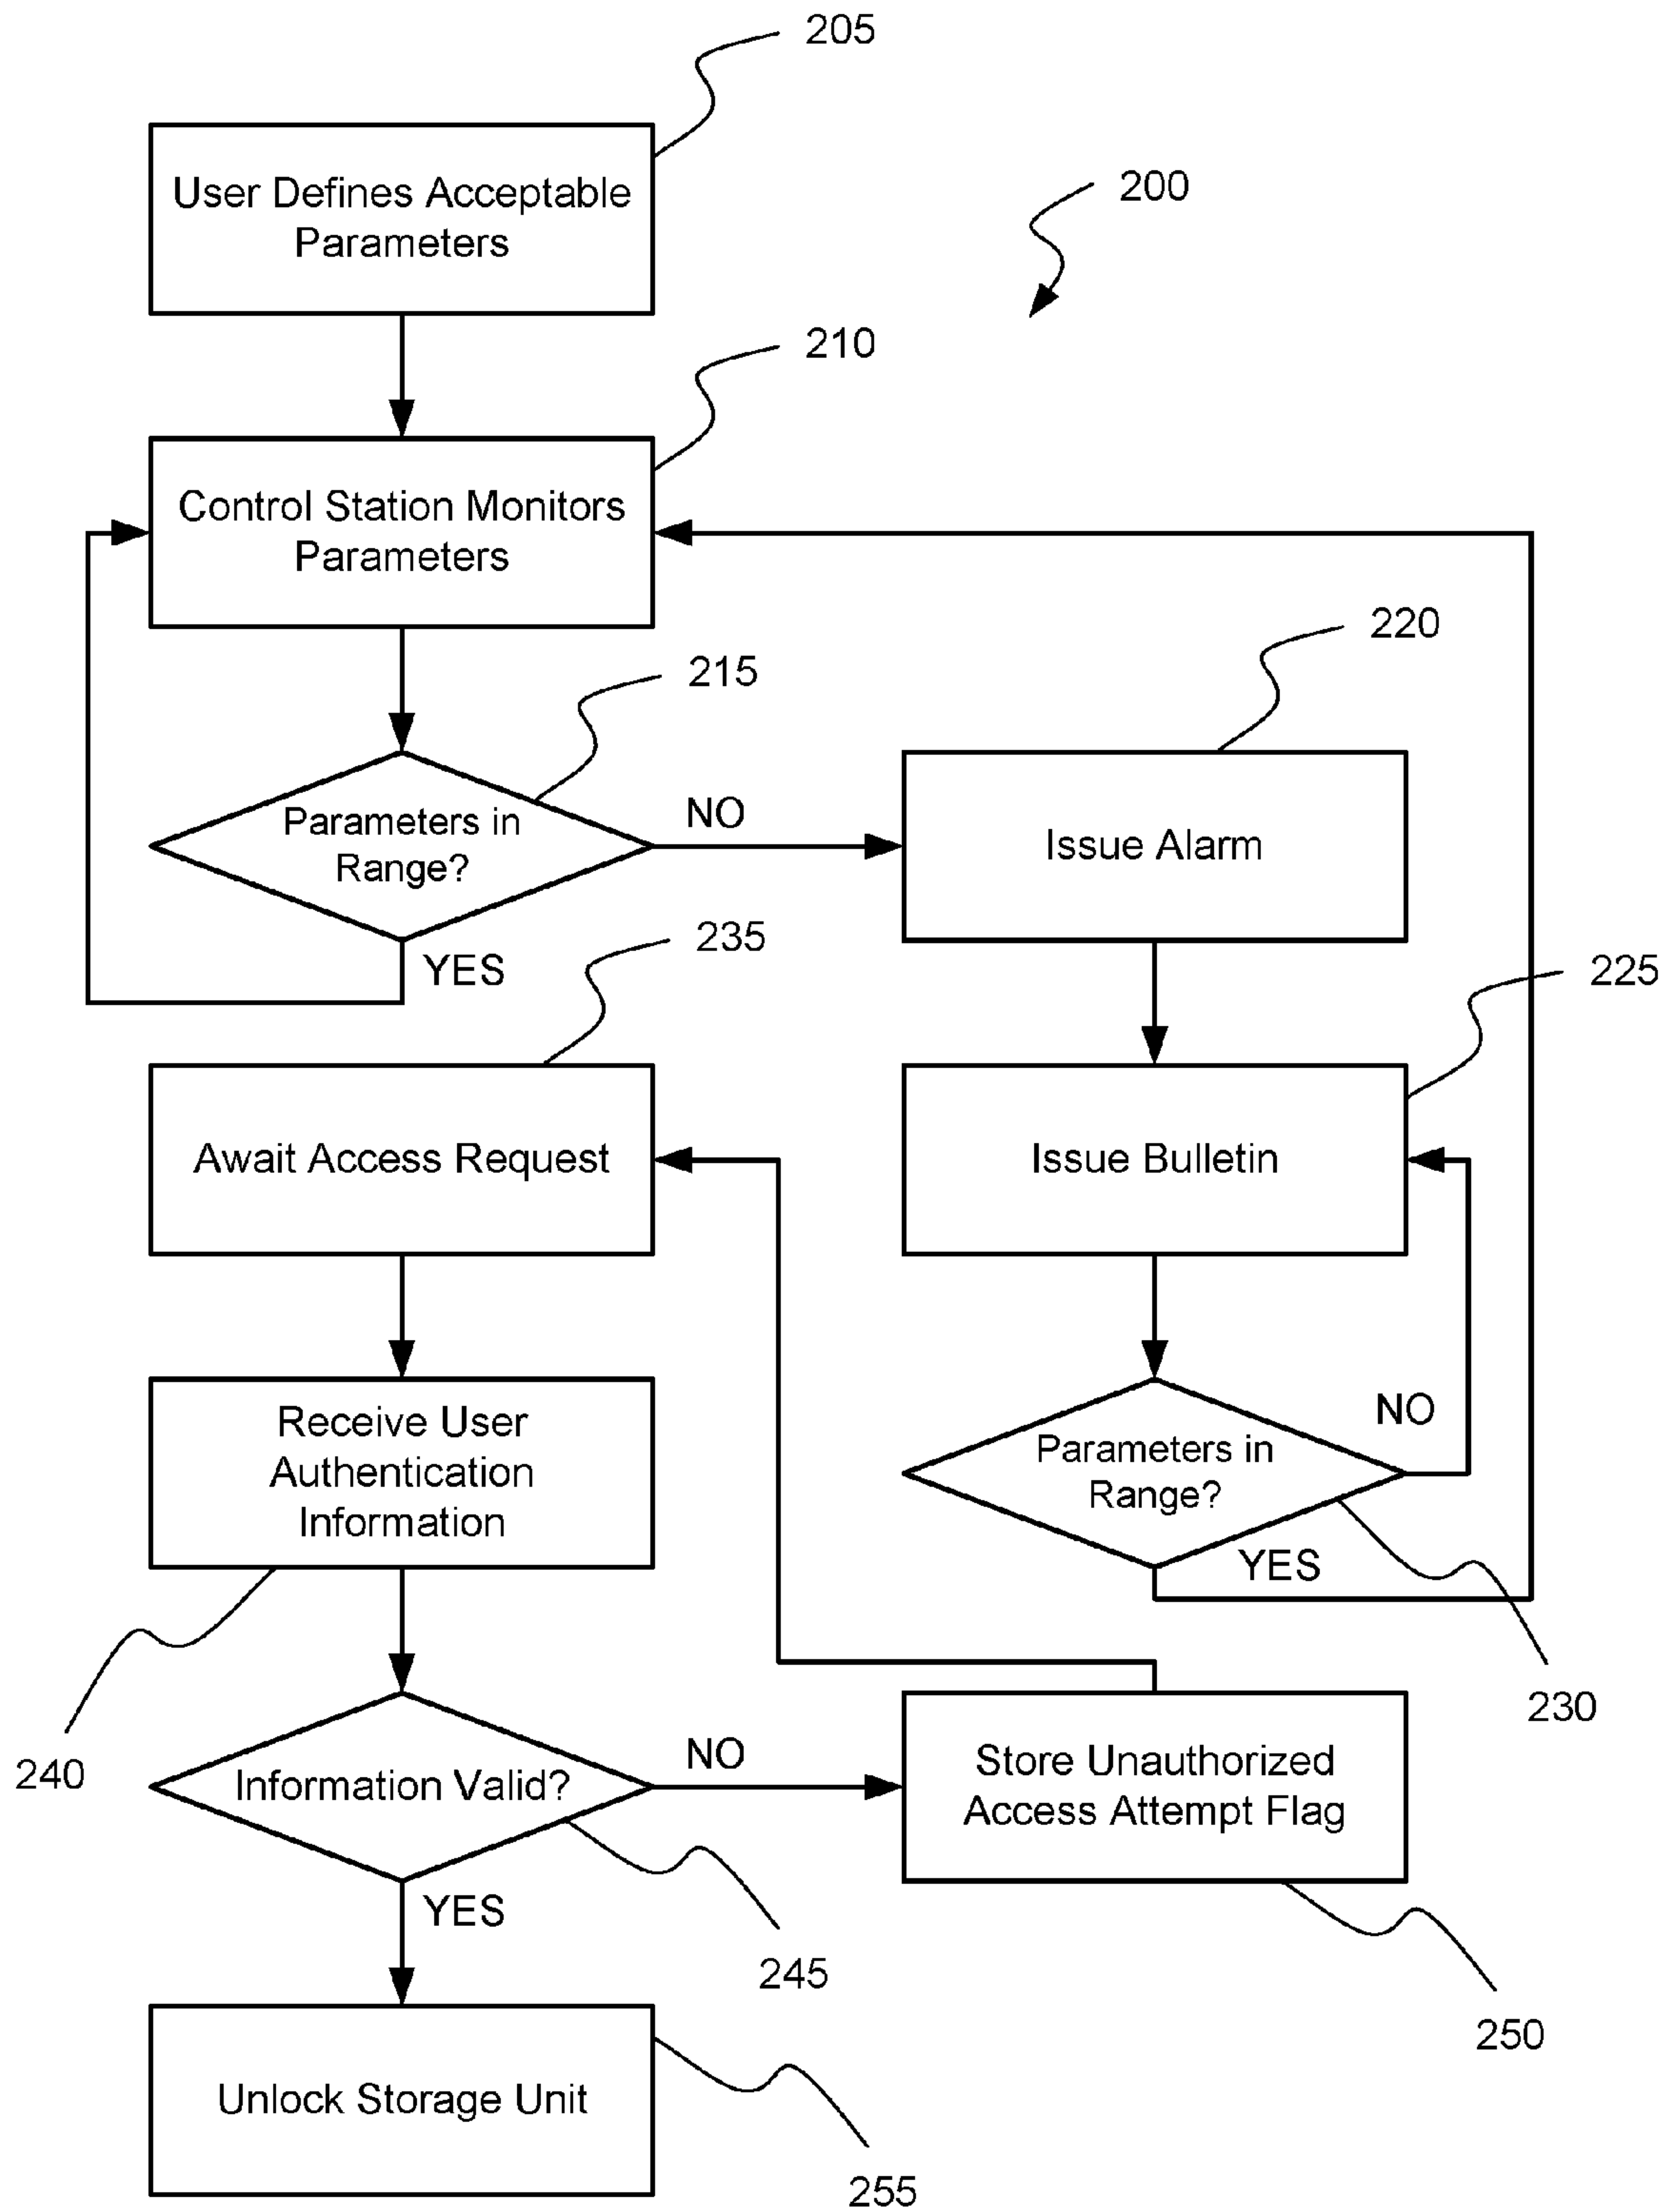 205
User Defines Acceptable
Parameters
200
210
Control Station Monitors
Parameters
220
215
Parameters in
Range?
NO
Issue Alarm
YES
235
225
Await Access Request
Issue Bulletin
Receive User
Authentication
Information
NO
Parameters in
Range?
YES
230
240
Information Valid?
NO
Store Unauthorized
Access Attempt Flag
YES
245
250
Unlock Storage Unit
255